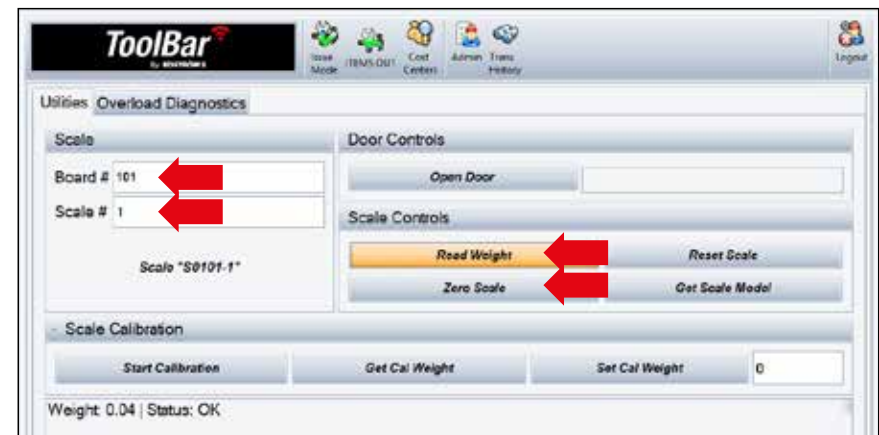 ToolBar
Issue Mode
ITEMS OUT
Cost Centers
Admin
Trans History
Logout
Utilities Overload Diagnostics
Scale
Door Controls
Board # 101
Open Door
Scale # 1
Scale Controls
Read Weight
Reset Scale
Scale "S0101-1"
Zero Scale
Get Scale Model
- Scale Calibration
Start Calibration
Get Cal Weight
Set Cal Weight
0
Weight: 0.04 | Status: OK